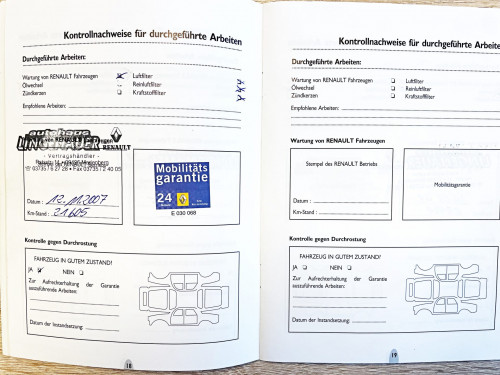 Kontrollnachweise für durchgeführte Arbeiten
Durchgeführte Arbeiten:
Wartung von RENAULT Fahrzeugen Luftfilter
Ölwechsel Reinluftfilter
Zündkerzen Kraftstofffilter
Empfohlene Arbeiten:
autohaus
von RENAULT Fahrzeugen
RENAULT
- Vertragshändler -
Datum: 12.11.2007
Km-Stand: 21605
Mobilitäts
garantie
24
E 030 068
Kontrolle gegen Durchrostung
FAHRZEUG IN GUTEM ZUSTAND!
JA NEIN
Zur Aufrechterhaltung der Garantie
auszuführende Arbeiten:
Datum der Instandsetzung:
18
Kontrollnachweise für durchgeführte Arbeiten
Durchgeführte Arbeiten:
Wartung von RENAULT Fahrzeugen Luftfilter
Ölwechsel Reinluftfilter
Zündkerzen Kraftstofffilter
Empfohlene Arbeiten:
Wartung von RENAULT Fahrzeugen:
Stempel des RENAULT Betriebs
Datum :
Km-Stand :
Mobilitätsgarantie
Kontrolle gegen Durchrostung
FAHRZEUG IN GUTEM ZUSTAND!
JA NEIN
Zur Aufrechterhaltung der Garantie
auszuführende Arbeiten:
Datum der Instandsetzung:
19